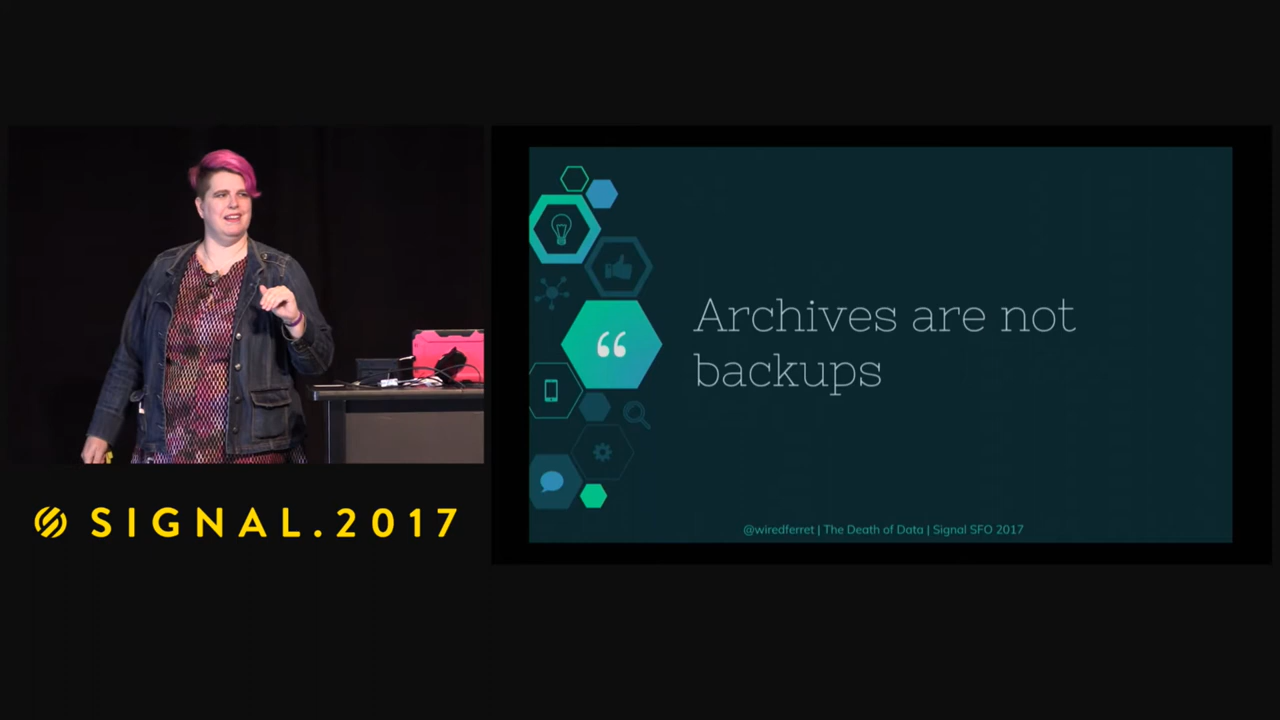 Archives are not
backups
@wiredferret | The Death of Data | Signal SFO 2017
SIGNAL.2017